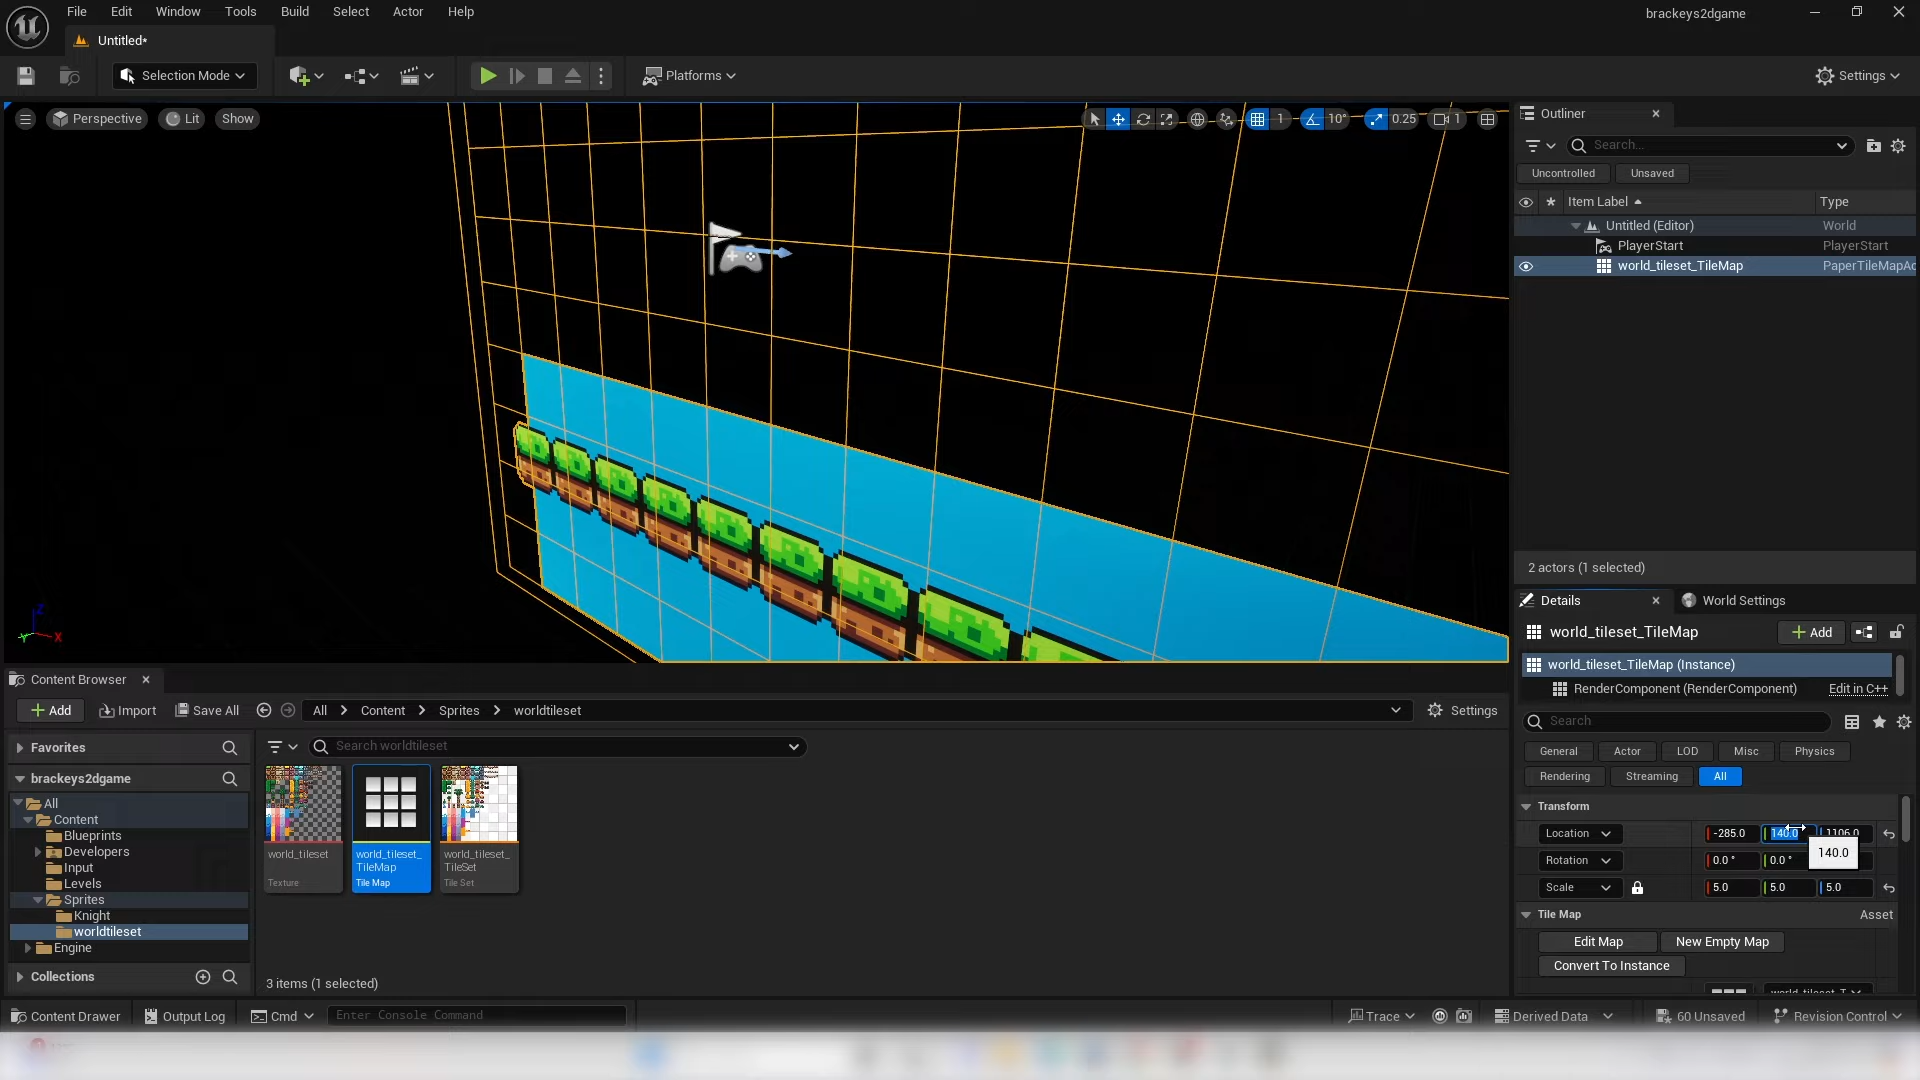 File Edit Window Tools Build Select Actor Help
brackeys2dgame
Untitled*
Selection Mode
Platforms
Settings
Perspective
Lit
Show
1
10°
0.25
1
Z
X
Y
Outliner
Search...
Uncontrolled
Unsaved
Item Label
Type
Untitled (Editor)
World
PlayerStart
PlayerStart
world_tileset_TileMap
PaperTileMapAc
2 actors (1 selected)
Details
World Settings
world_tileset_TileMap
Add
world_tileset_TileMap (Instance)
RenderComponent (RenderComponent)
Edit in C++
Search
General
Actor
LOD
Misc
Physics
Rendering
Streaming
All
Transform
Location
-285.0
140.0
1106.0
140.0
Rotation
0.0 °
0.0 °
Scale
5.0
5.0
5.0
Tile Map
Asset
Edit Map
New Empty Map
Convert To Instance
Content Browser
Add
Import
Save All
All
Content
Sprites
worldtileset
Settings
Favorites
brackeys2dgame
All
Content
Blueprints
Developers
Input
Levels
Sprites
Knight
worldtileset
Engine
Collections
Search worldtileset
world_tileset
Texture
world_tileset_
TileMap
Tile Map
world_tileset_
TileSet
Tile Set
3 items (1 selected)
Content Drawer
Output Log
Cmd
Enter Console Command
Trace
Derived Data
60 Unsaved
Revision Control